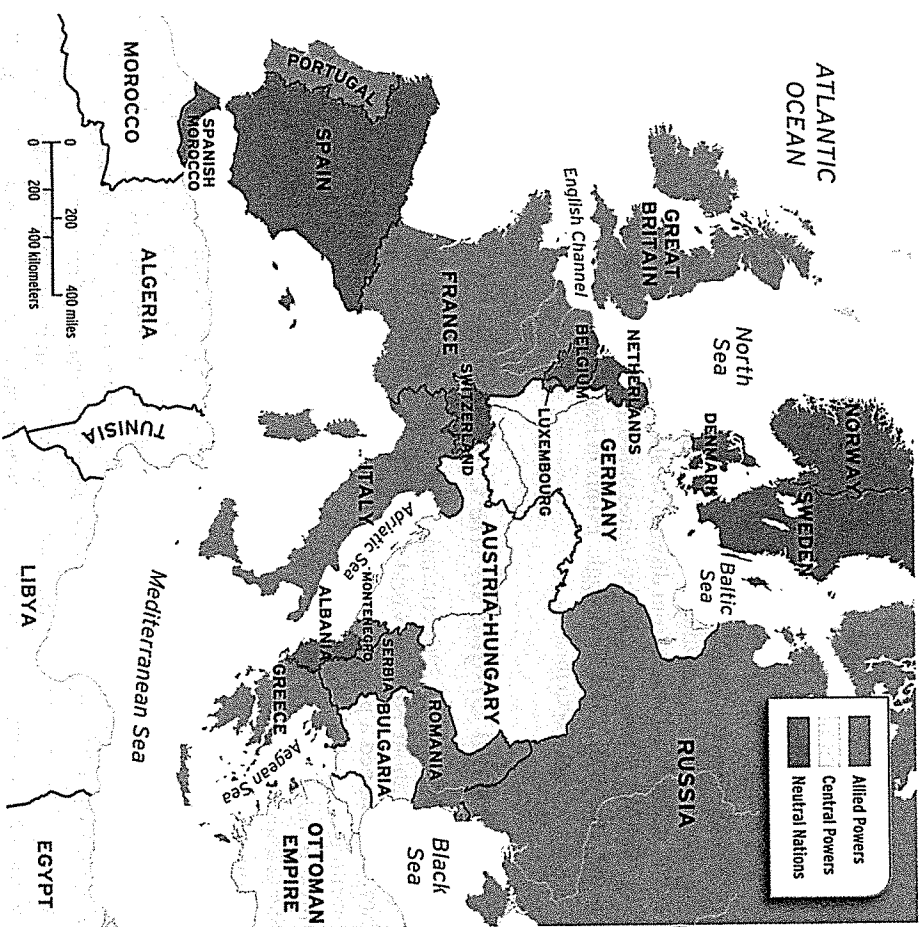 ATLANTIC
OCEAN
NORWAY
SWEDEN
North
Sea
Baltic
Sea
DENMARK
GREAT
BRITAIN
NETHERLANDS
English Channel
BELGIUM
GERMANY
RUSSIA
LUXEMBOURG
FRANCE
SWITZERLAND
AUSTRIA-HUNGARY
PORTUGAL
SPAIN
ITALY
Adriatic Sea
MONTENEGRO
SERBIA
ROMANIA
BULGARIA
Black
Sea
ALBANIA
GREECE
Aegean Sea
OTTOMAN
EMPIRE
SPANISH
MOROCCO
MOROCCO
ALGERIA
TUNISIA
Mediterranean Sea
LIBYA
EGYPT
0 200 400 miles
0 200 400 kilometers
Allied Powers
Central Powers
Neutral Nations